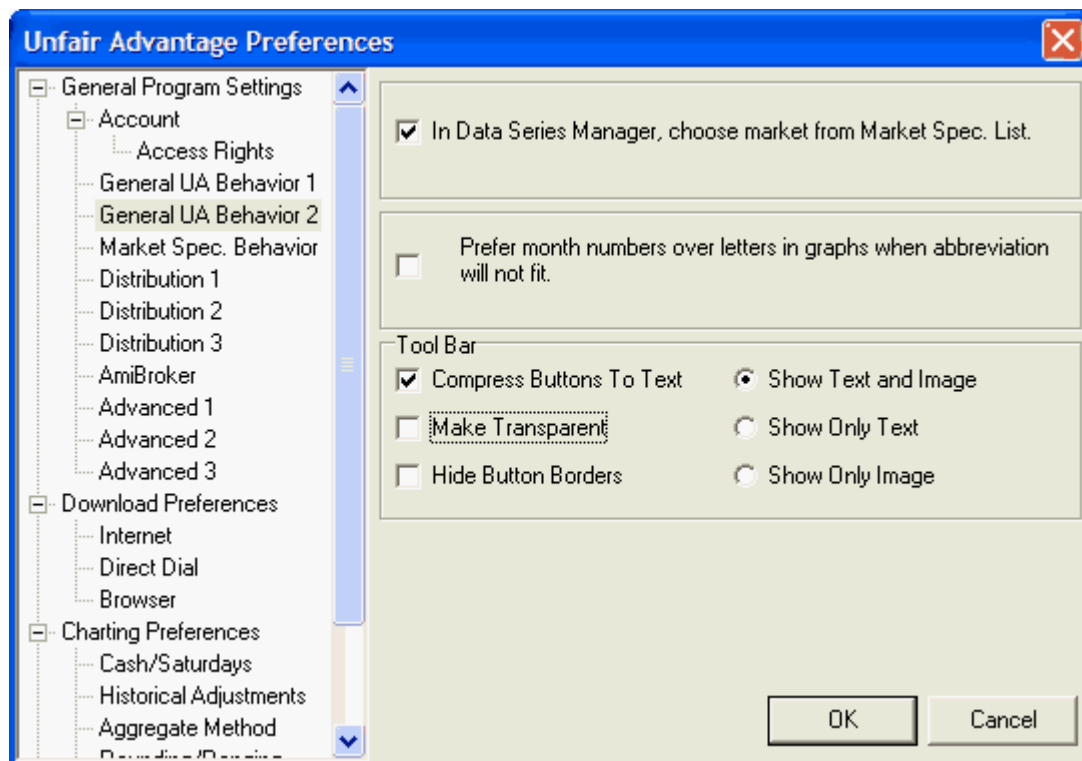 Unfair Advantage Preferences
General Program Settings
Account
Access Rights
General UA Behavior 1
General UA Behavior 2
Market Spec. Behavior
Distribution 1
Distribution 2
Distribution 3
AmiBroker
Advanced 1
Advanced 2
Advanced 3
Download Preferences
Internet
Direct Dial
Browser
Charting Preferences
Cash/Saturdays
Historical Adjustments
Aggregate Method
In Data Series Manager, choose market from Market Spec. List.
Prefer month numbers over letters in graphs when abbreviation
will not fit.
Tool Bar
Compress Buttons To Text
Show Text and Image
Make Transparent
Show Only Text
Hide Button Borders
Show Only Image
OK
Cancel